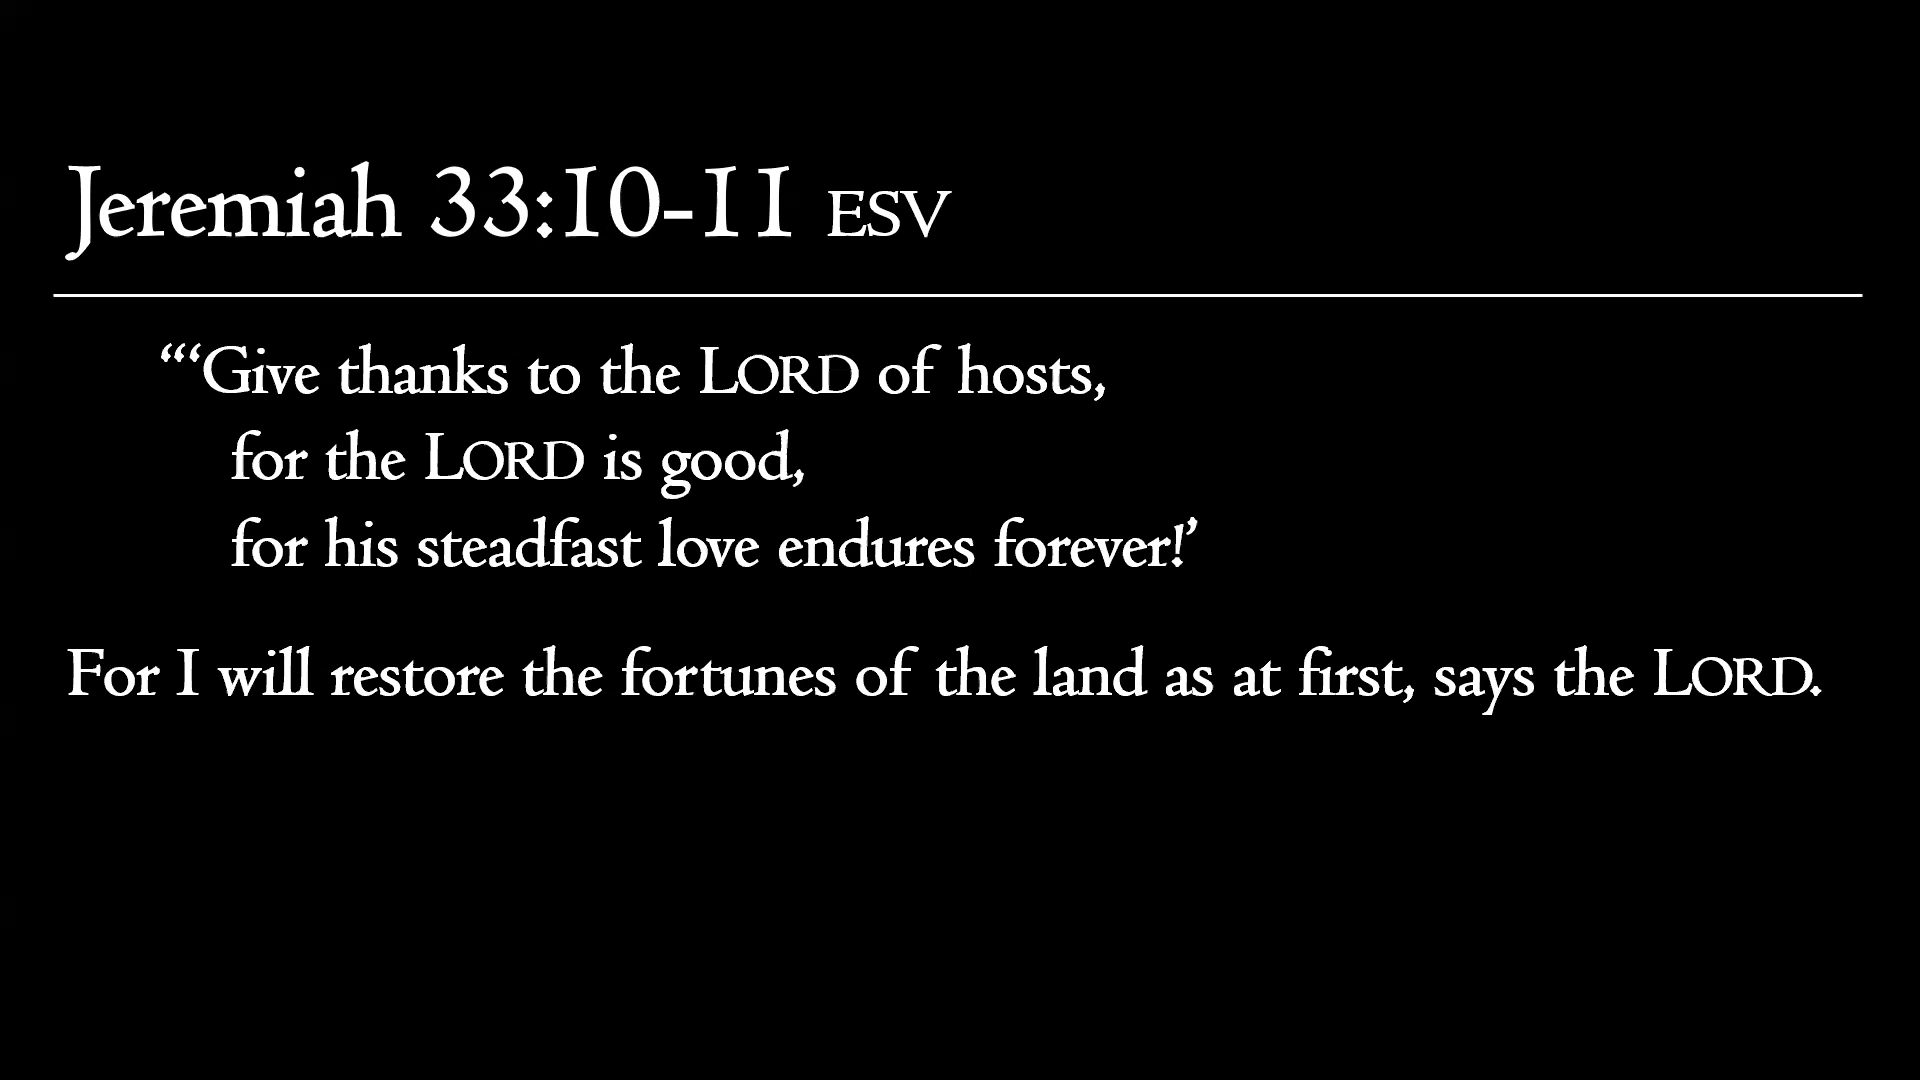 Jeremiah 33:10-11 ESV
“‘Give thanks to the LORD of hosts,
for the LORD is good,
for his steadfast love endures forever!’
For I will restore the fortunes of the land as at first, says the LORD.